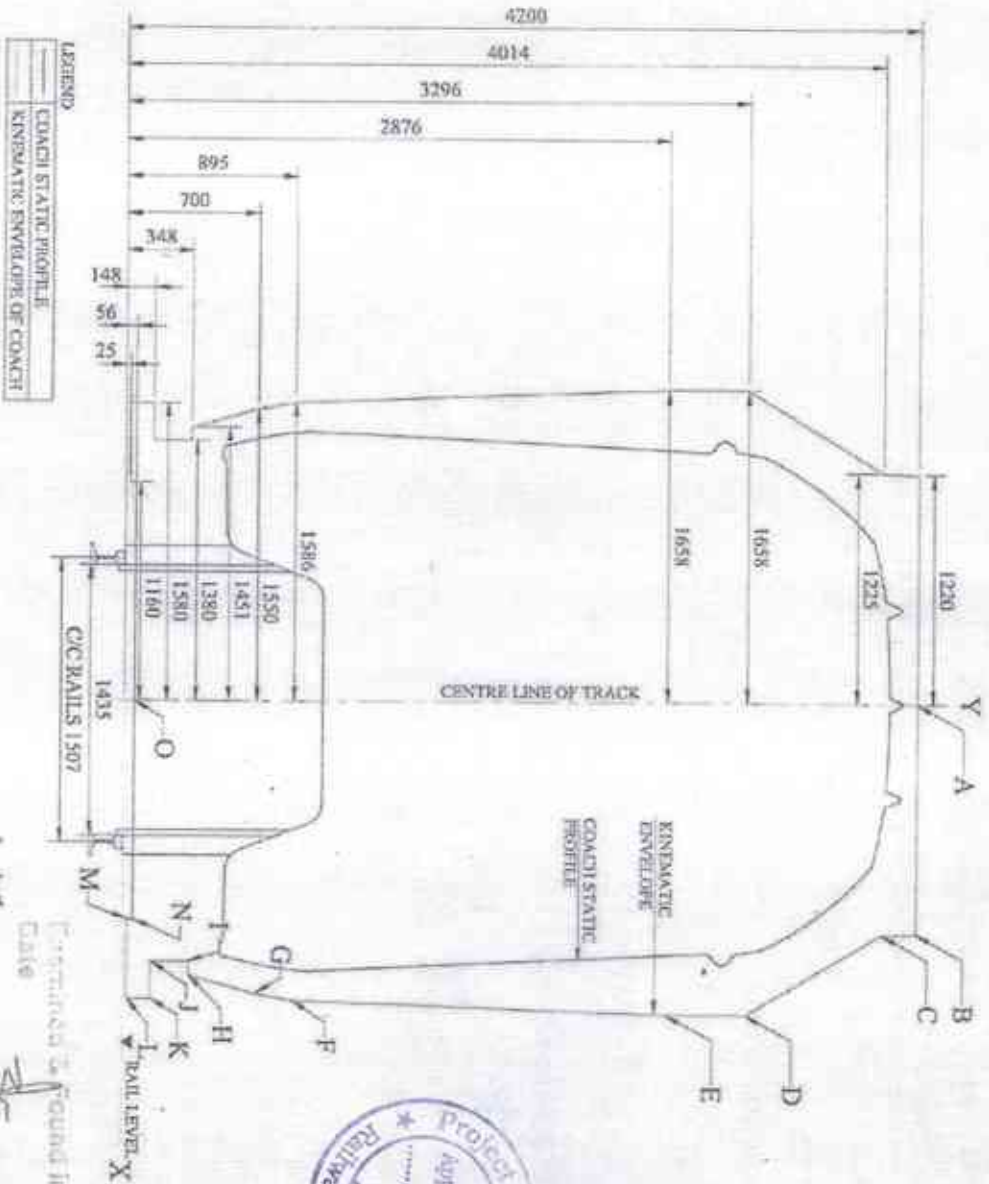 4200
4014
3296
2876
895
700
348
148
56
25
1220
1225
1658
1658
1586
1550
1451
1380
1580
1160
1435
C/C RAILS 1507
CENTRE LINE OF TRACK
Y
A
B
C
D
E
F
G
H
I
J
K
L
M
N
O
X
RAIL LEVEL
KINEMATIC
ENVELOPE
COACH STATIC
PROFILE
LEGEND
COACH STATIC PROFILE
KINEMATIC ENVELOPE OF COACH
Project
Railwa